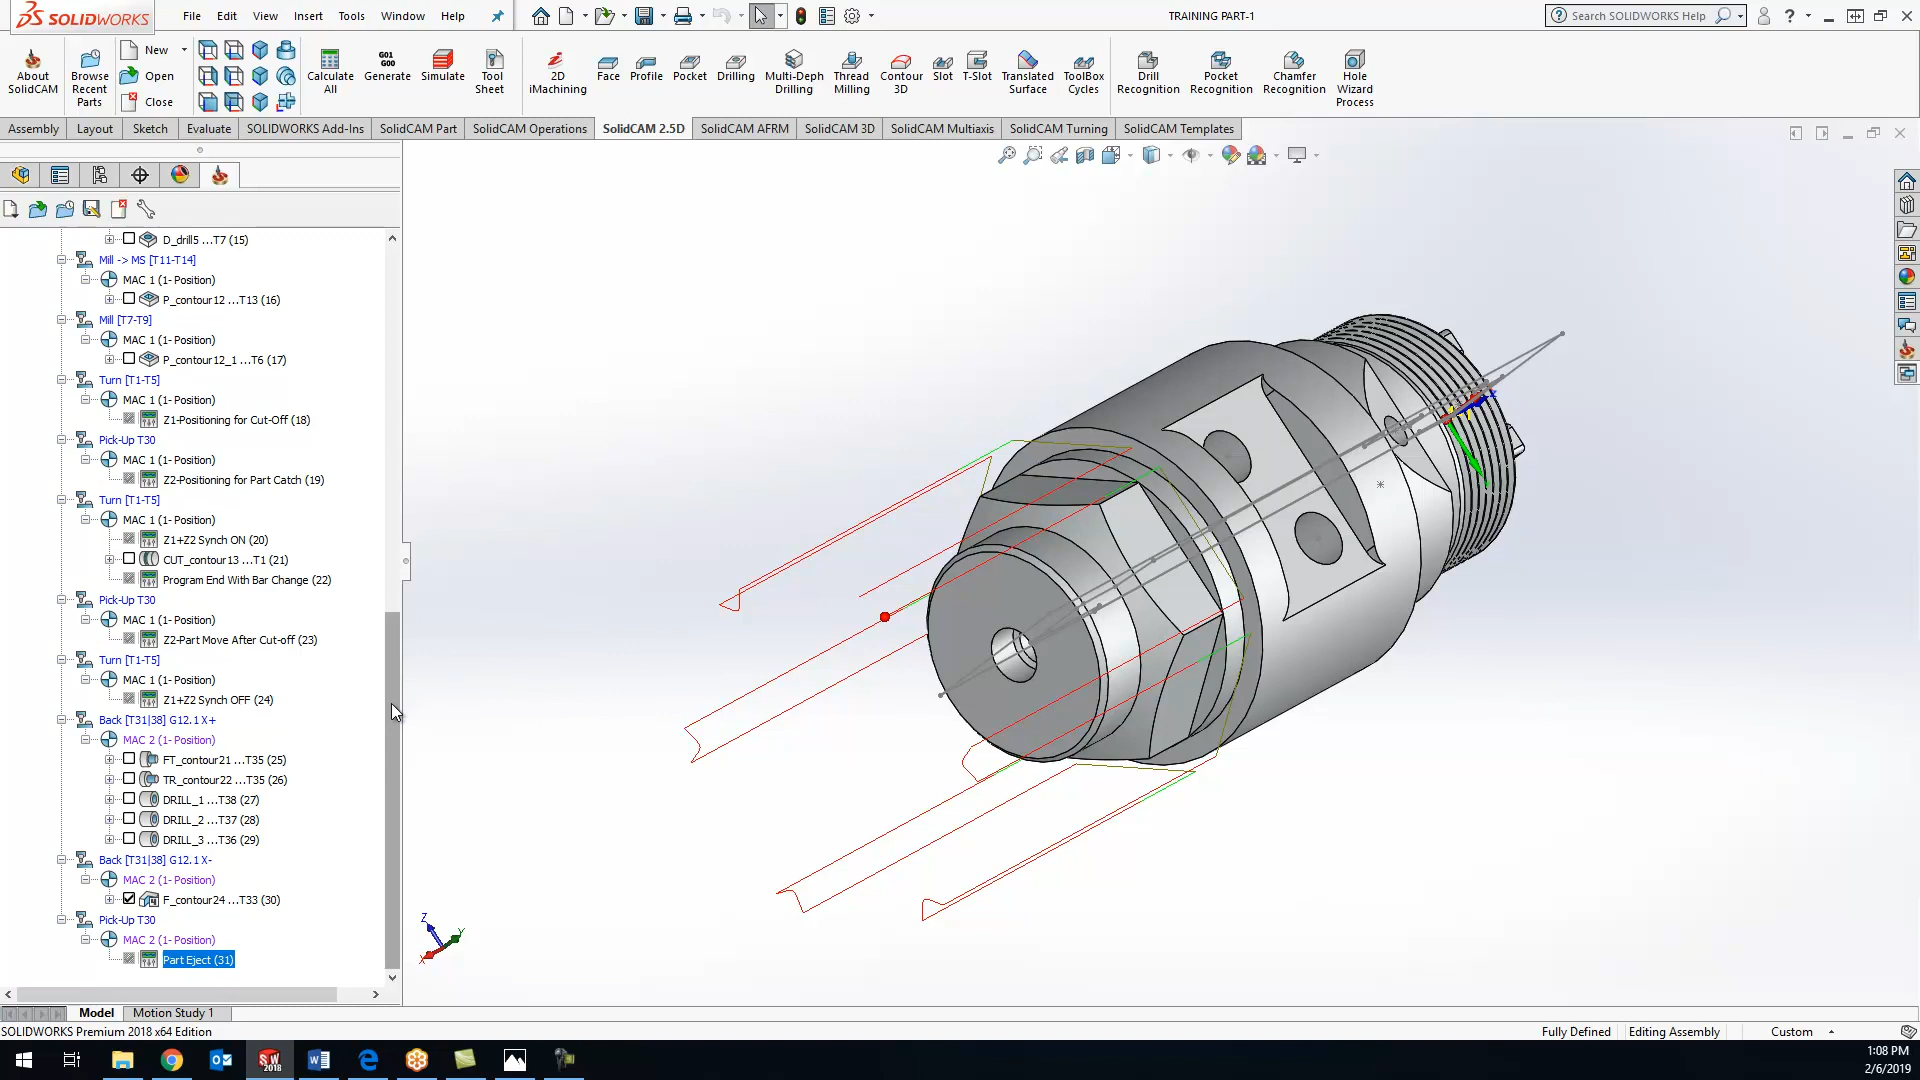 SOLIDWORKS
File Edit View Insert Tools Window Help
TRAINING PART-1
Search SOLIDWORKS Help
About SolidCAM
Browse Recent Parts
New
Open
Close
Calculate All
G01 G00
Generate
Simulate
Tool Sheet
2D iMachining
Face
Profile
Pocket
Drilling
Multi-Deph Drilling
Thread Milling
Contour 3D
Slot
T-Slot
Translated Surface
ToolBox Cycles
Drill Recognition
Pocket Recognition
Chamfer Recognition
Hole Wizard Process
Assembly Layout Sketch Evaluate SOLIDWORKS Add-Ins SolidCAM Part SolidCAM Operations SolidCAM 2.5D SolidCAM AFRM SolidCAM 3D SolidCAM Multiaxis SolidCAM Turning SolidCAM Templates
D_drill5 ...T7 (15)
Mill -> MS [T11-T14]
MAC 1 (1- Position)
P_contour12 ...T13 (16)
Mill [T7-T9]
MAC 1 (1- Position)
P_contour12_1 ...T6 (17)
Turn [T1-T5]
MAC 1 (1- Position)
Z1-Positioning for Cut-Off (18)
Pick-Up T30
MAC 1 (1- Position)
Z2-Positioning for Part Catch (19)
Turn [T1-T5]
MAC 1 (1- Position)
Z1+Z2 Synch ON (20)
CUT_contour13 ...T1 (21)
Program End With Bar Change (22)
Pick-Up T30
MAC 1 (1- Position)
Z2-Part Move After Cut-off (23)
Turn [T1-T5]
MAC 1 (1- Position)
Z1+Z2 Synch OFF (24)
Back [T31|38] G12.1 X+
MAC 2 (1- Position)
FT_contour21 ...T35 (25)
TR_contour22 ...T35 (26)
DRILL_1 ...T38 (27)
DRILL_2 ...T37 (28)
DRILL_3 ...T36 (29)
Back [T31|38] G12.1 X-
MAC 2 (1- Position)
F_contour24 ...T33 (30)
Pick-Up T30
MAC 2 (1- Position)
Part Eject (31)
Z
Y
X
Model Motion Study 1
SOLIDWORKS Premium 2018 x64 Edition
Fully Defined Editing Assembly Custom
SW 2018
1:08 PM
2/6/2019